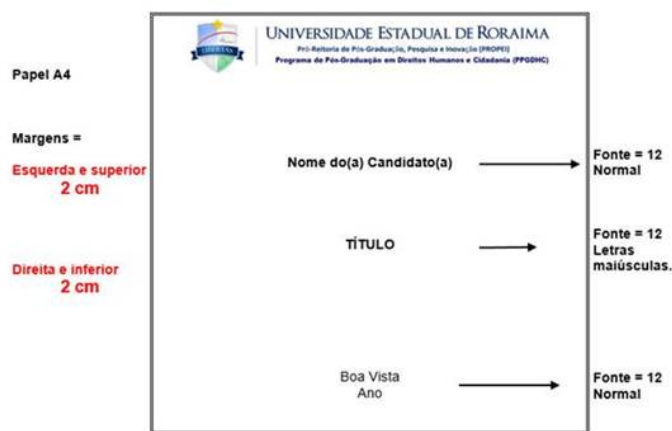 UNIVERSIDADE ESTADUAL DE RORAIMA
Pró-Reitoria de Pós-Graduação, Pesquisa e Inovação (PROPEI)
Programa de Pós-Graduação em Direitos Humanos e Cidadania (PPGDHC)
LIBERTAS
Papel A4
Margens =
Esquerda e superior
2 cm
Direita e inferior
2 cm
Nome do(a) Candidato(a)
Fonte = 12
Normal
TÍTULO
Fonte = 12
Letras
maiúsculas.
Boa Vista
Ano
Fonte = 12
Normal